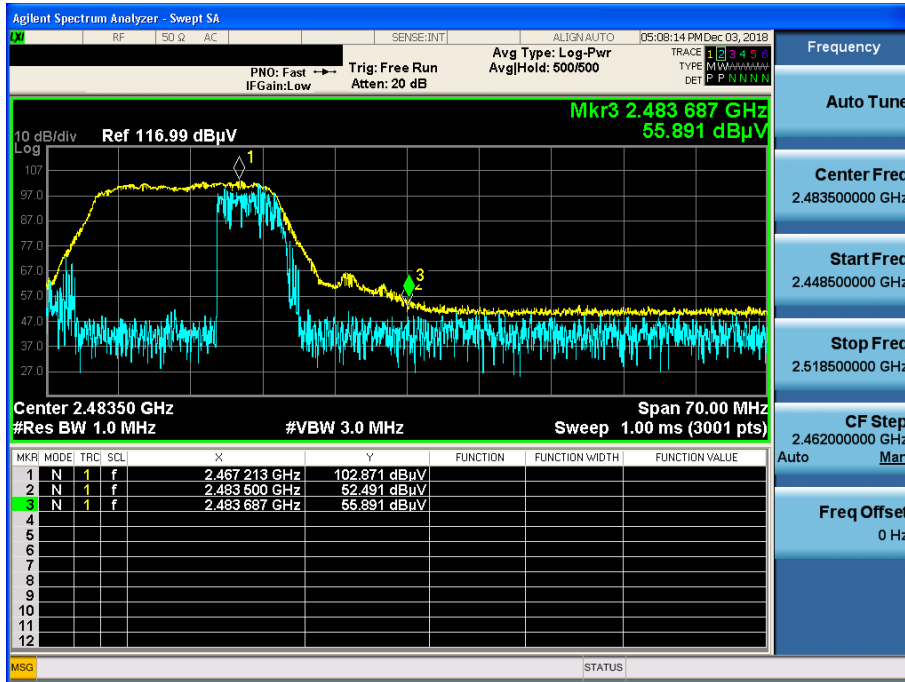 Agilent Spectrum Analyzer - Swept SA
LXI RF 50 Ω AC SENSE:INT ALIGN AUTO 05:08:14 PM Dec 03, 2018
PNO: Fast
IFGain:Low
Trig: Free Run
Atten: 20 dB
Avg Type: Log-Pwr
Avg|Hold: 500/500
TRACE 1 2 3 4 5 6
TYPE M WWWWW
DET P P N N N N
Mkr3 2.483 687 GHz
55.891 dBµV
10 dB/div Ref 116.99 dBµV
Log
107
97.0
87.0
77.0
67.0
57.0
47.0
37.0
27.0
1
3
2
Center 2.48350 GHz Span 70.00 MHz
#Res BW 1.0 MHz #VBW 3.0 MHz Sweep 1.00 ms (3001 pts)
MKR MODE TRC SCL X Y FUNCTION FUNCTION WIDTH FUNCTION VALUE
1 N 1 f 2.467 213 GHz 102.871 dBµV
2 N 1 f 2.483 500 GHz 52.491 dBµV
3 N 1 f 2.483 687 GHz 55.891 dBµV
4
5
6
7
8
9
10
11
12
MSG STATUS
Frequency
Auto Tune
Center Freq
2.483500000 GHz
Start Freq
2.448500000 GHz
Stop Freq
2.518500000 GHz
CF Step
2.462000000 GHz
Auto Man
Freq Offset
0 Hz